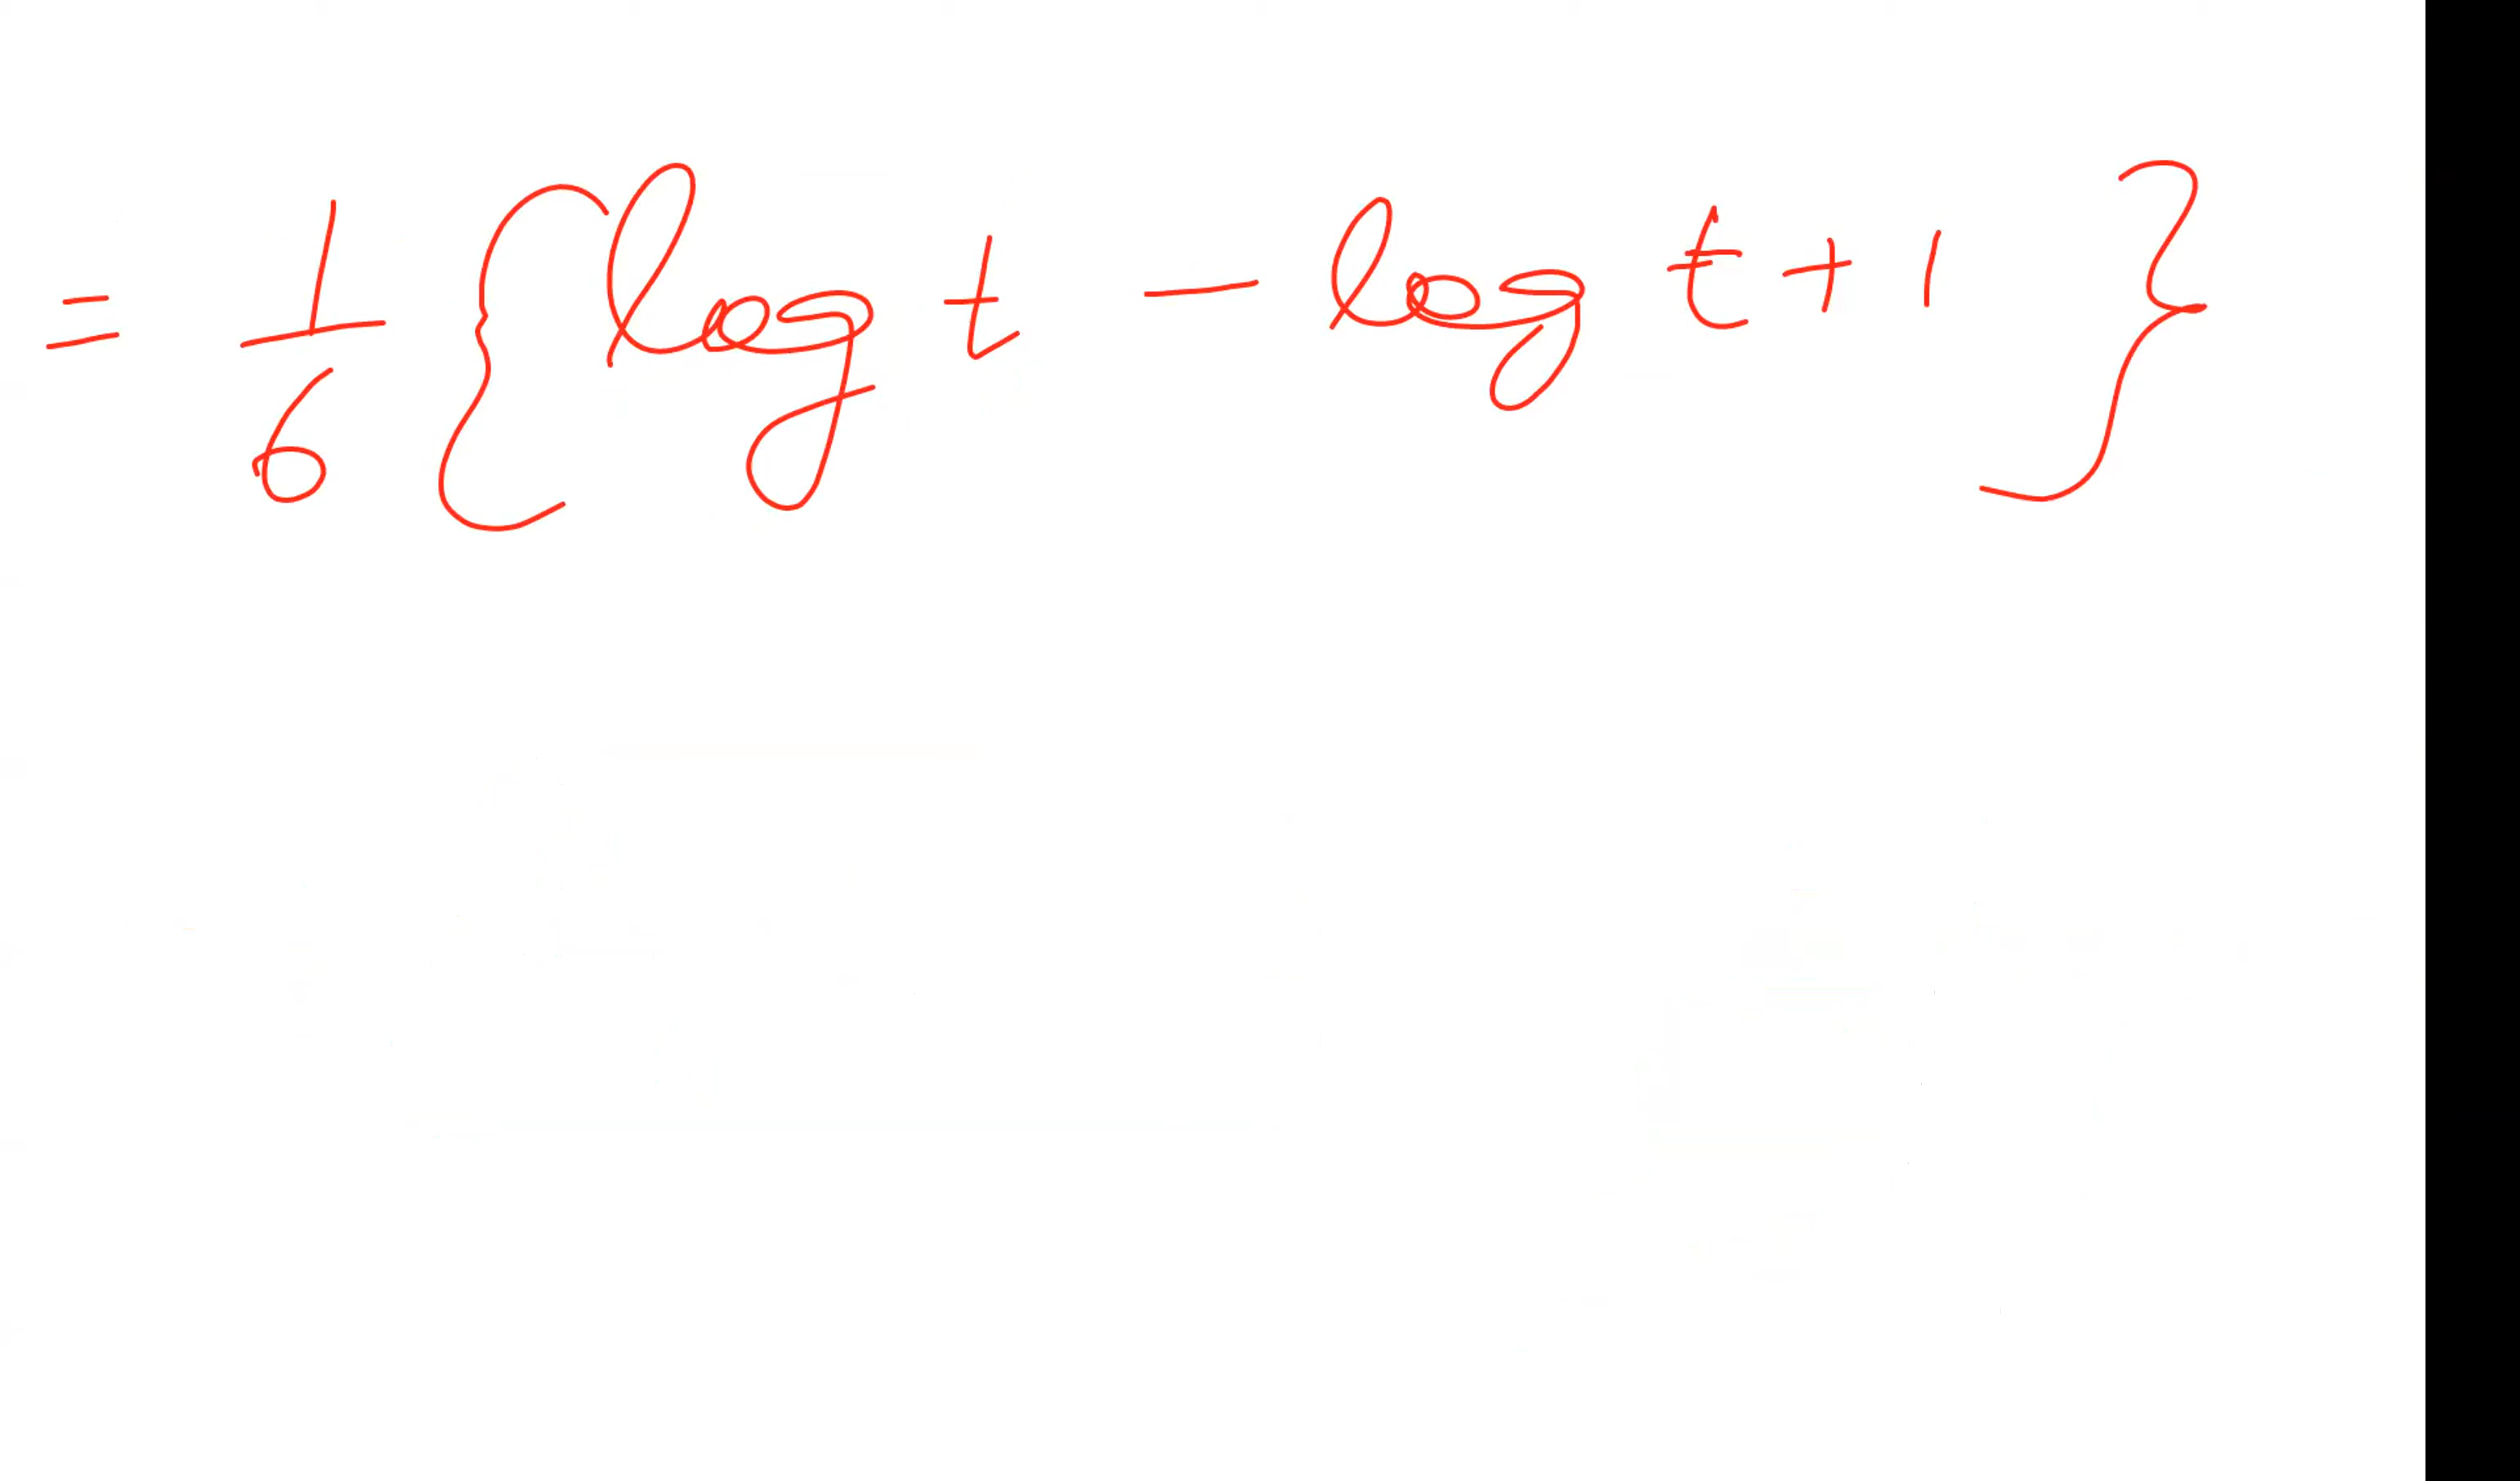 = 1/6 { log t - log t + 1 }